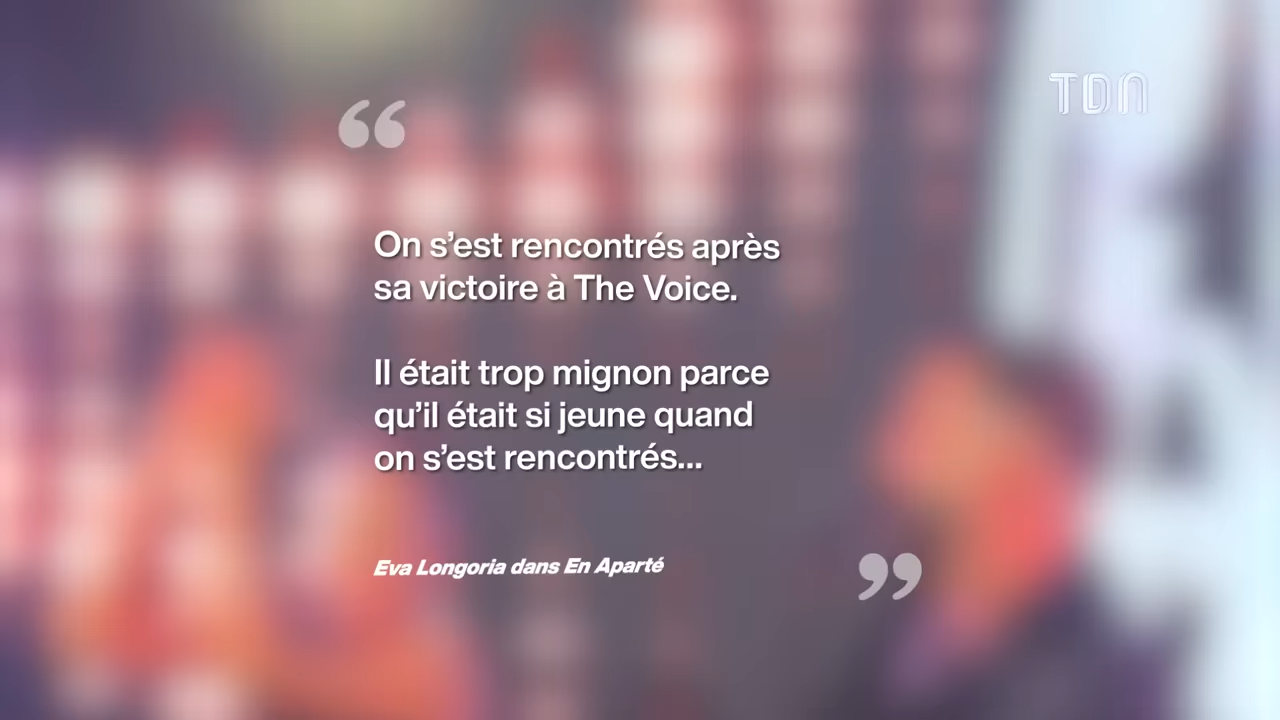 TDN
“
On s’est rencontrés après
sa victoire à The Voice.
Il était trop mignon parce
qu’il était si jeune quand
on s’est rencontrés...
Eva Longoria dans En Aparté
”